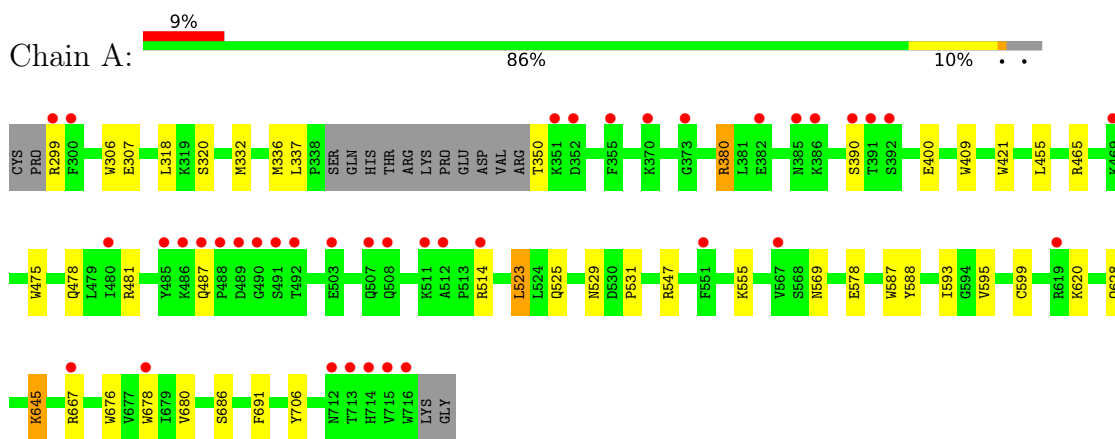 9%
Chain A:
86% 10% • •
CYS PRO R299 F300 W306 E307 L318 K319 S320 M332 M336 L337 P338 SER GLN HIS THR ARG LYS PRO GLU ASP VAL ARG T350 K351 D352 F355 K370 G373 R380 L381 E382 N385 K386 S390 T391 S392 E400 W409 W421 L455 R465 K469
W475 Q478 L479 I480 R481 Y485 K486 Q487 P488 D489 G490 S491 T492 E503 Q507 Q508 K511 A512 P513 R514 L523 L524 Q525 N529 D530 P531 R547 F551 K555 V567 S568 N569 E578 W587 Y588 I593 G594 V595 C599 R619 K620
K645 R667 W676 V677 W678 I679 V680 S686 F691 Y706 N712 T713 H714 V715 W716 LYS GLY